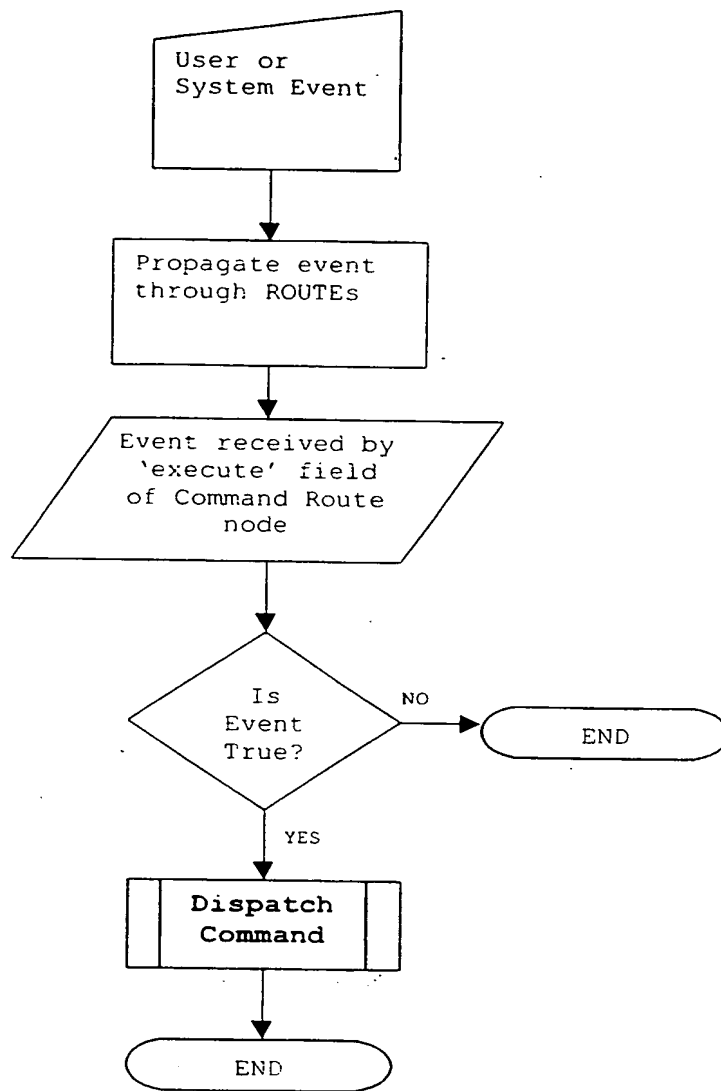 User or
System Event
Propagate event
through ROUTEs
Event received by
‘execute’ field
of Command Route
node
Is
Event
True?
NO
END
YES
Dispatch
Command
END